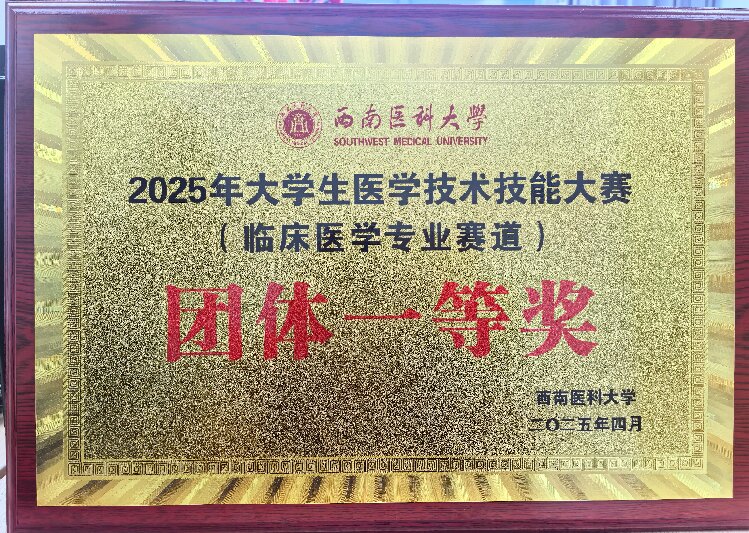 西南医科大学
SOUTHWEST MEDICAL UNIVERSITY
2025年大学生医学技术技能大赛
（临床医学专业赛道）
团体一等奖
西南医科大学
二〇二五年四月